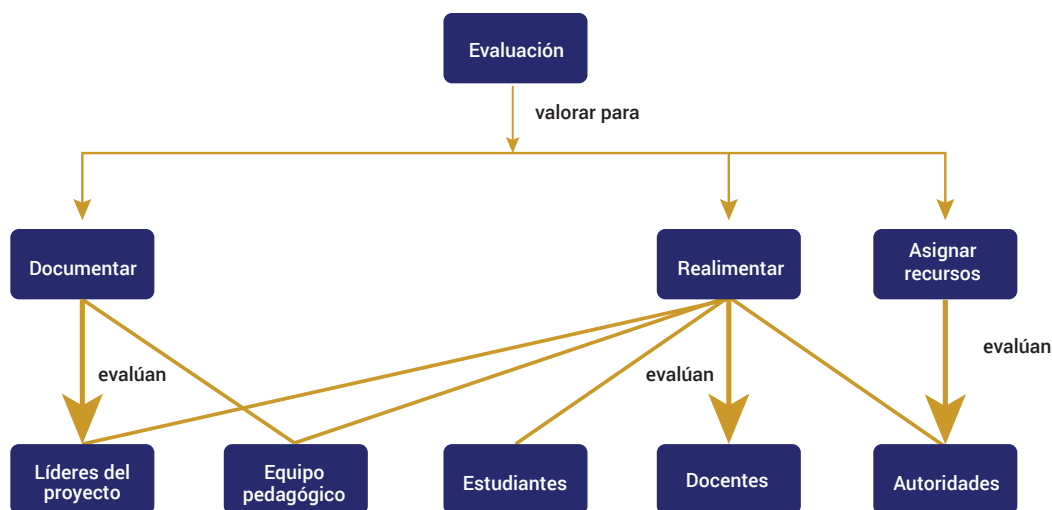 Evaluación
valorar para
Documentar
Realimentar
Asignar
recursos
evalúan
evalúan
evalúan
Líderes del
proyecto
Equipo
pedagógico
Estudiantes
Docentes
Autoridades